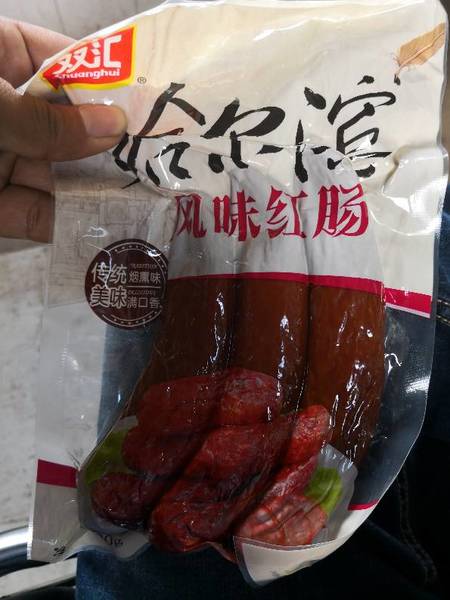 双汇
Shuanghui
®
哈尔滨
风味红肠
传统
烟熏味
美味
满口香